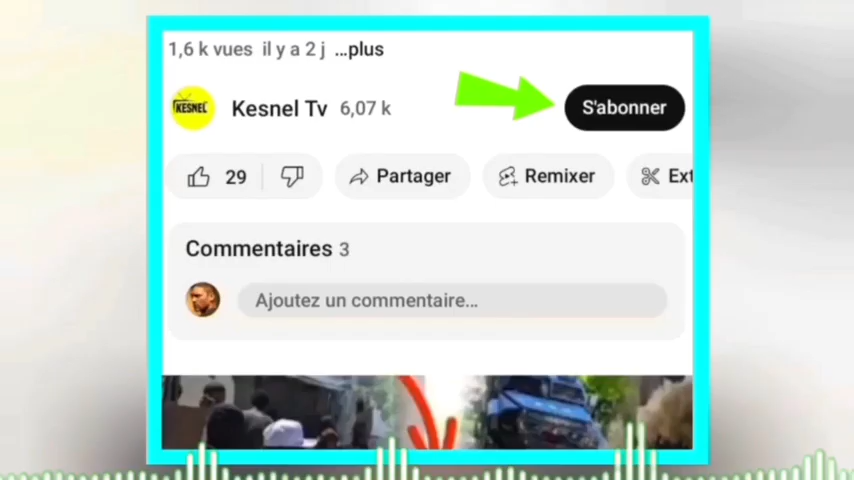 1,6 k vues il y a 2 j ...plus
KESNEL
Kesnel Tv 6,07 k
S'abonner
29
Partager
Remixer
Ext
Commentaires 3
Ajoutez un commentaire...